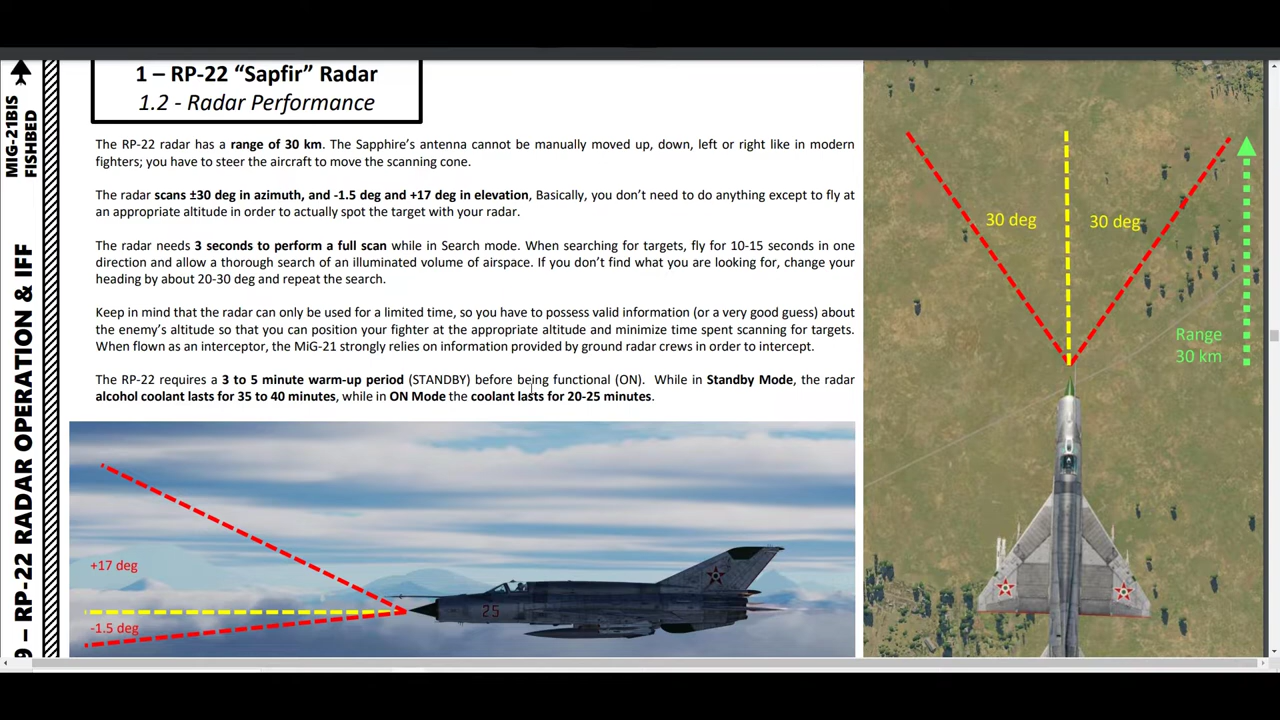 MIG-21BIS
FISHBED
9 – RP-22 RADAR OPERATION & IFF
1 – RP-22 “Sapfir” Radar
1.2 - Radar Performance
The RP-22 radar has a range of 30 km. The Sapphire’s antenna cannot be manually moved up, down, left or right like in modern
fighters; you have to steer the aircraft to move the scanning cone.
The radar scans ±30 deg in azimuth, and -1.5 deg and +17 deg in elevation, Basically, you don’t need to do anything except to fly at
an appropriate altitude in order to actually spot the target with your radar.
The radar needs 3 seconds to perform a full scan while in Search mode. When searching for targets, fly for 10-15 seconds in one
direction and allow a thorough search of an illuminated volume of airspace. If you don’t find what you are looking for, change your
heading by about 20-30 deg and repeat the search.
Keep in mind that the radar can only be used for a limited time, so you have to possess valid information (or a very good guess) about
the enemy’s altitude so that you can position your fighter at the appropriate altitude and minimize time spent scanning for targets.
When flown as an interceptor, the MiG-21 strongly relies on information provided by ground radar crews in order to intercept.
The RP-22 requires a 3 to 5 minute warm-up period (STANDBY) before being functional (ON). While in Standby Mode, the radar
alcohol coolant lasts for 35 to 40 minutes, while in ON Mode the coolant lasts for 20-25 minutes.
+17 deg
-1.5 deg
25
30 deg
30 deg
Range
30 km